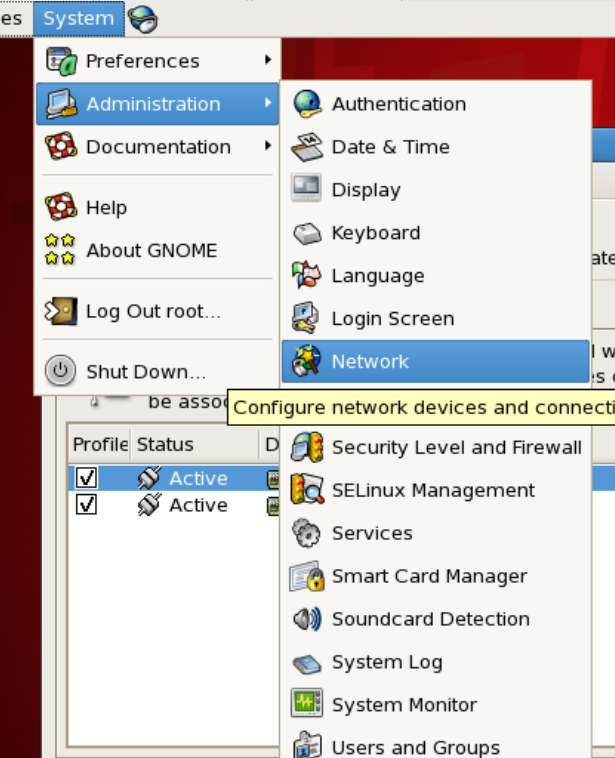 es System
Preferences
Administration
Documentation
Help
About GNOME
Log Out root...
Shut Down...
Authentication
Date & Time
Display
Keyboard
Language
Login Screen
Network
Configure network devices and connecti
Security Level and Firewall
SELinux Management
Services
Smart Card Manager
Soundcard Detection
System Log
System Monitor
Users and Groups
ate
w
s
be asso
Profile Status D
Active
Active